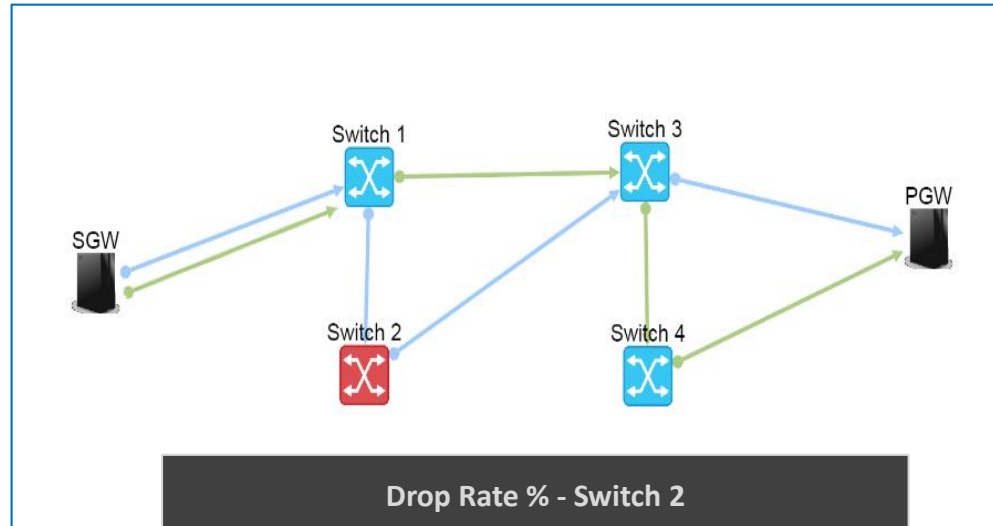 Switch 1
Switch 3
SGW
PGW
Switch 2
Switch 4
Drop Rate % - Switch 2